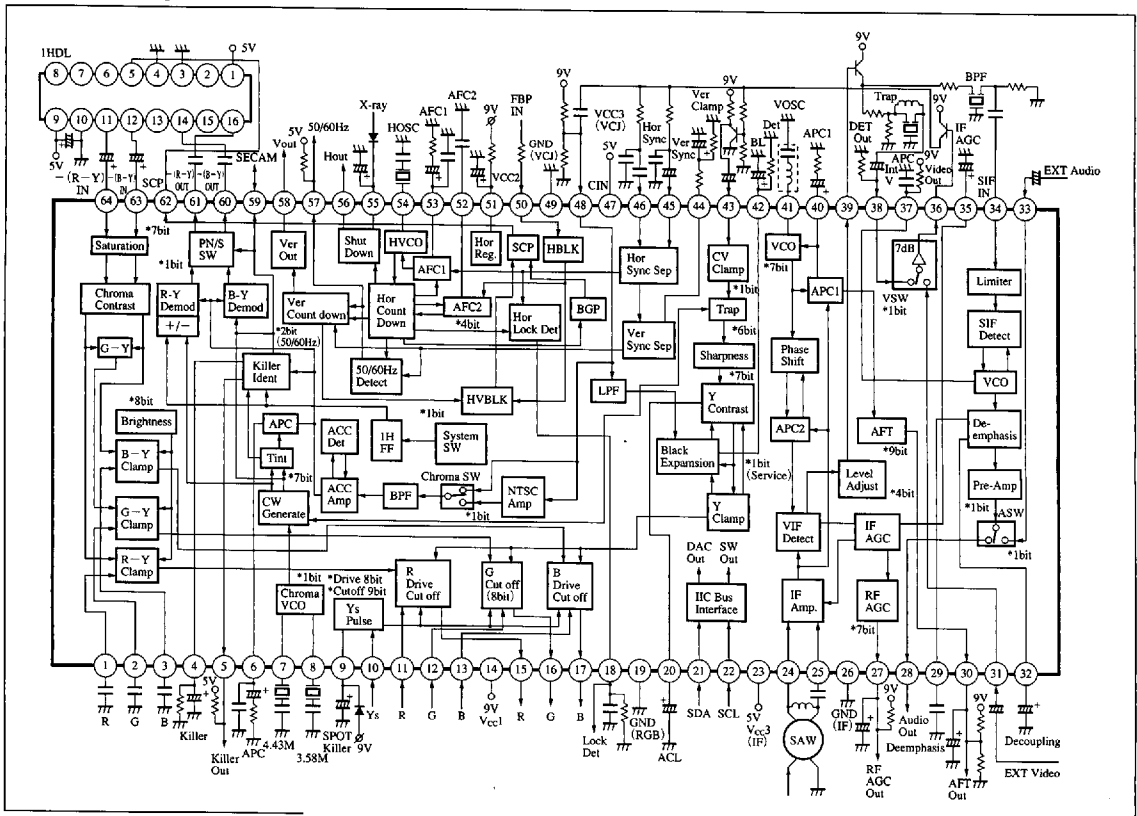 1HDL
5V
8 7 6 5 4 3 2 1
9 10 11 12 13 14 15 16
5V
-(R-Y) IN
-(B-Y) IN
SCP
-(R-Y) OUT
-(B-Y) OUT
SECAM
Vout
5V
50/60Hz
Hout
X-ray
HOSC
AFC1
AFC2
9V
VCC2
FBP IN
GND (VCJ)
9V
VCC3 (VCJ)
5V
CIN
Hor Sync
Ver Sync
Ver Clamp
9V
BL Det
VOSC
APC1
9V
DET Out
Trap
APC
Int V
9V
Video Out
9V
IF AGC
BPF
SIF IN
EXT Audio
64 63 62 61 60 59 58 57 56 55 54 53 52 51 50 49 48 47 46 45 44 43 42 41 40 39 38 37 36 35 34 33
Saturation
*7bit
PN/S SW
Ver Out
Shut Down
HVCO
AFC1
Hor Reg.
SCP
HBLK
Hor Sync Sep
CV Clamp
*1bit
VCO
*7bit
7dB
VSW
*1bit
Limiter
Chroma Contrast
*1bit
R-Y Demod
+/−
B-Y Demod
Ver Count down
*2bit (50/60Hz)
Hor Count Down
AFC2
*4bit
Hor Lock Det
BGP
Ver Sync Sep
Trap
*6bit
APC1
SIF Detect
G-Y
Killer Ident
50/60Hz Detect
HVBLK
LPF
Sharpness
*7bit
Phase Shift
VCO
*8bit
Brightness
APC
ACC Det
1H FF
*1bit
System SW
Y Contrast
APC2
AFT
*9bit
De-emphasis
B-Y Clamp
Tint
*7bit
Black Expansion
*1bit (Service)
Level Adjust
*4bit
Pre-Amp
G-Y Clamp
CW Generate
ACC Amp
BPF
Chroma SW
*1bit
NTSC Amp
Y Clamp
VIF Detect
IF AGC
*1bit
ASW
*1bit
R-Y Clamp
*1bit
Chroma VCO
*Drive 8bit
*Cutoff 9bit
Ys Pulse
R Drive Cut off
G Cut off (8bit)
B Drive Cut off
DAC Out
SW Out
IIC Bus Interface
IF Amp.
RF AGC
*7bit
1 2 3 4 5 6 7 8 9 10 11 12 13 14 15 16 17 18 19 20 21 22 23 24 25 26 27 28 29 30 31 32
R
G
B
Killer
5V
Killer Out
APC
4.43M
3.58M
SPOT Killer
9V
Ys
R
G
B
9V
Vcc1
R
G
B
Lock Det
GND (RGB)
ACL
SDA
SCL
5V
Vcc3 (IF)
SAW
GND (IF)
9V
RF AGC Out
Audio Out
Deemphasis
9V
AFT Out
EXT Video
Decoupling